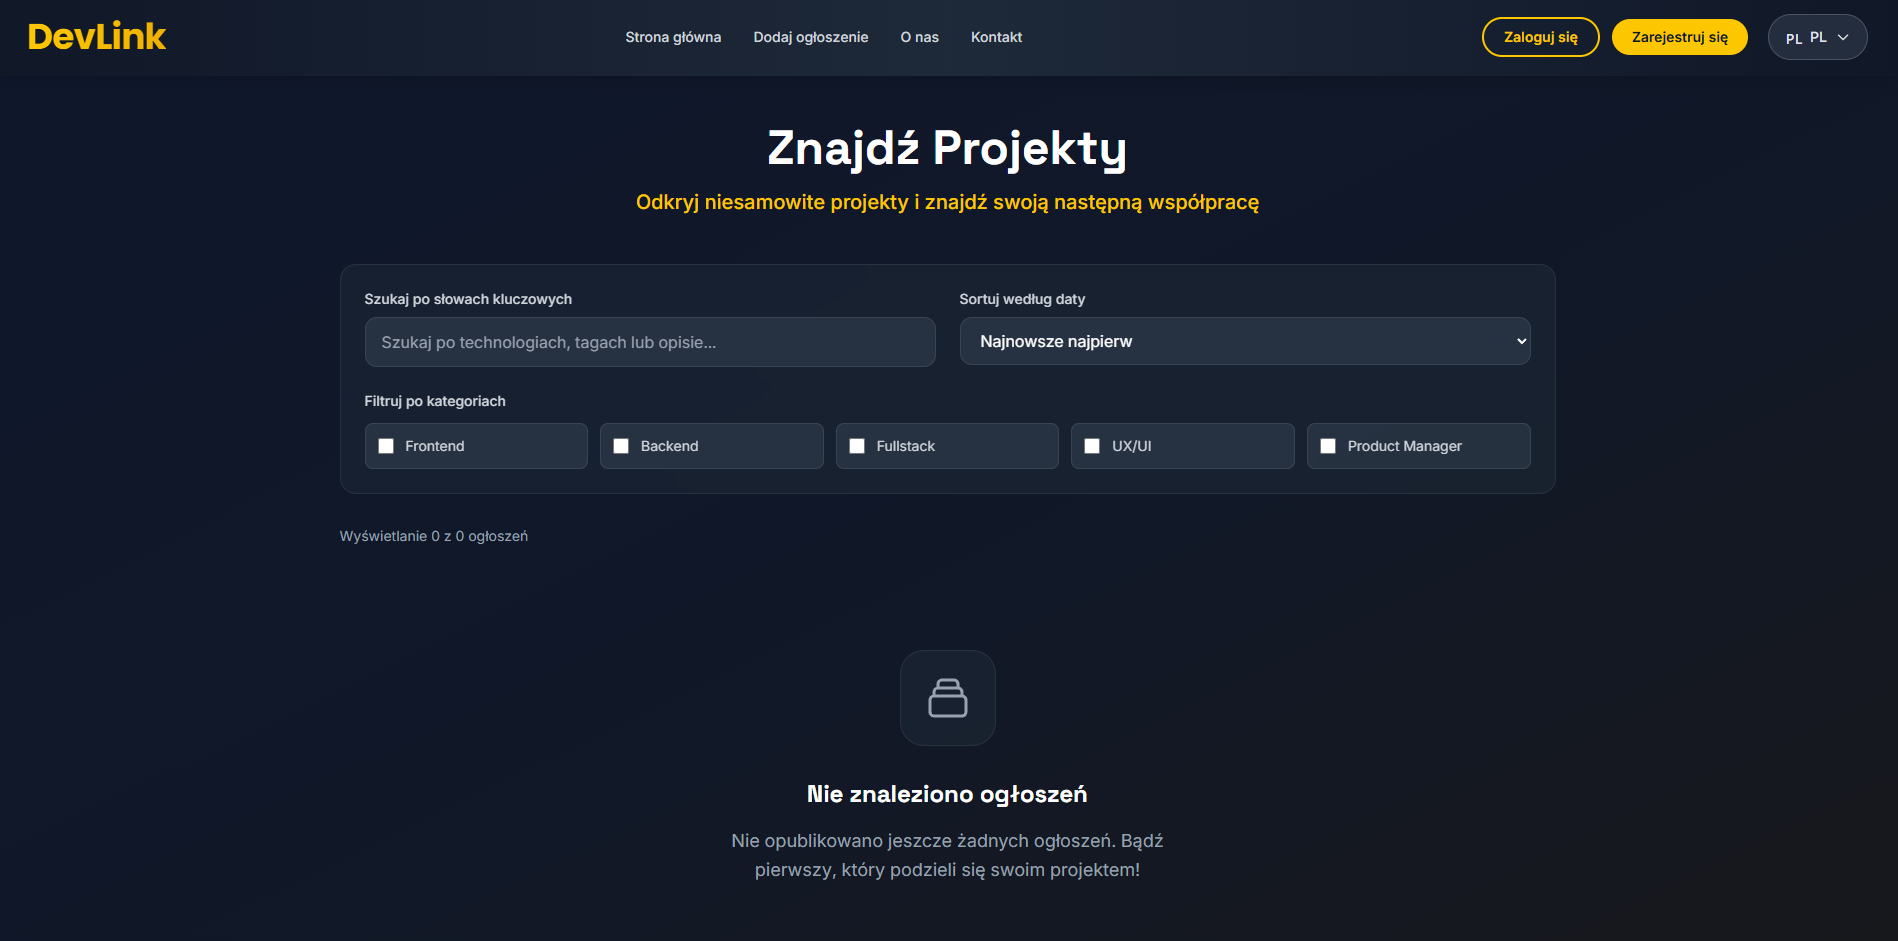 DevLink
Strona główna
Dodaj ogłoszenie
O nas
Kontakt
Zaloguj się
Zarejestruj się
PL PL
Znajdź Projekty
Odkryj niesamowite projekty i znajdź swoją następną współpracę
Szukaj po słowach kluczowych
Szukaj po technologiach, tagach lub opisie...
Sortuj według daty
Najnowsze najpierw
Filtruj po kategoriach
Frontend
Backend
Fullstack
UX/UI
Product Manager
Wyświetlanie 0 z 0 ogłoszeń
Nie znaleziono ogłoszeń
Nie opublikowano jeszcze żadnych ogłoszeń. Bądź
pierwszy, który podzieli się swoim projektem!